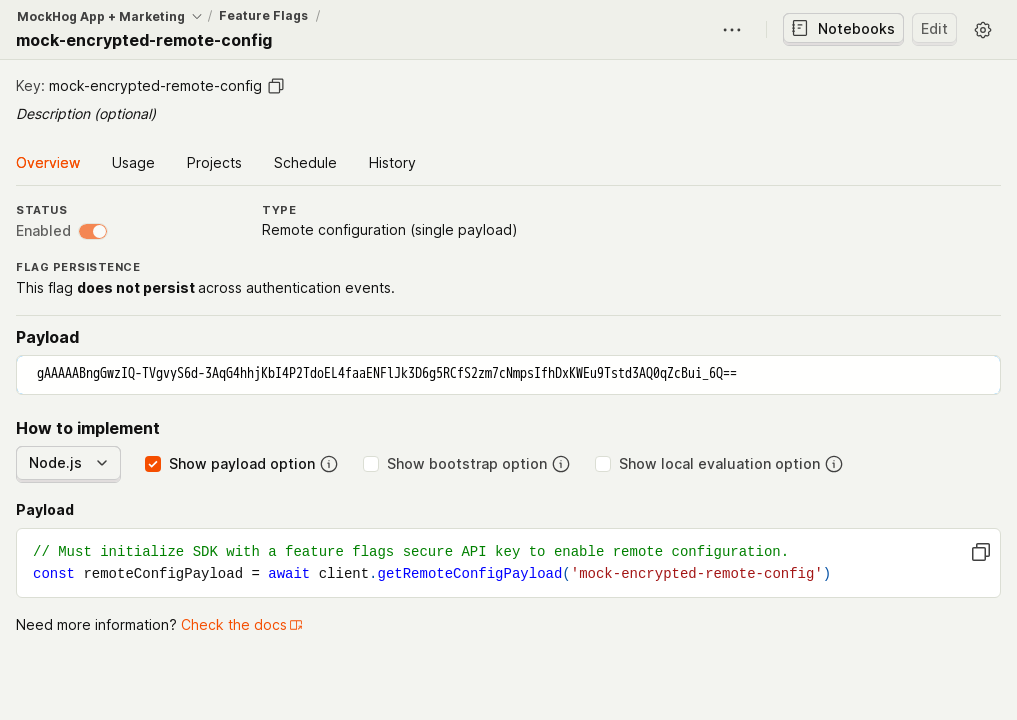 MockHog App + Marketing / Feature Flags /
mock-encrypted-remote-config
Notebooks
Edit
Key: mock-encrypted-remote-config
Description (optional)
Overview Usage Projects Schedule History
STATUS
Enabled
TYPE
Remote configuration (single payload)
FLAG PERSISTENCE
This flag does not persist across authentication events.
Payload
gAAAAABngGwzIQ-TVgvyS6d-3AqG4hhjKbI4P2TdoEL4faaENFlJk3D6g5RCfS2zm7cNmpsIfhDxKWEu9Tstd3AQ0qZcBui_6Q==
How to implement
Node.js Show payload option Show bootstrap option Show local evaluation option
Payload
// Must initialize SDK with a feature flags secure API key to enable remote configuration.
const remoteConfigPayload = await client.getRemoteConfigPayload('mock-encrypted-remote-config')
Need more information? Check the docs